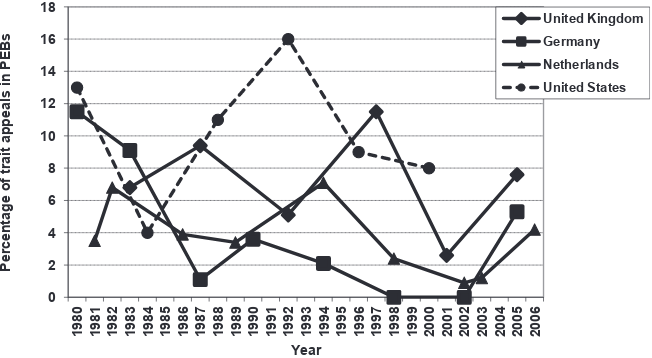 Percentage of trait appeals in PEBs
18
16
14
12
10
8
6
4
2
0
1980 1981 1982 1983 1984 1985 1986 1987 1988 1989 1990 1991 1992 1993 1994 1995 1996 1997 1998 1999 2000 2001 2002 2003 2004 2005 2006
Year
United Kingdom
Germany
Netherlands
United States